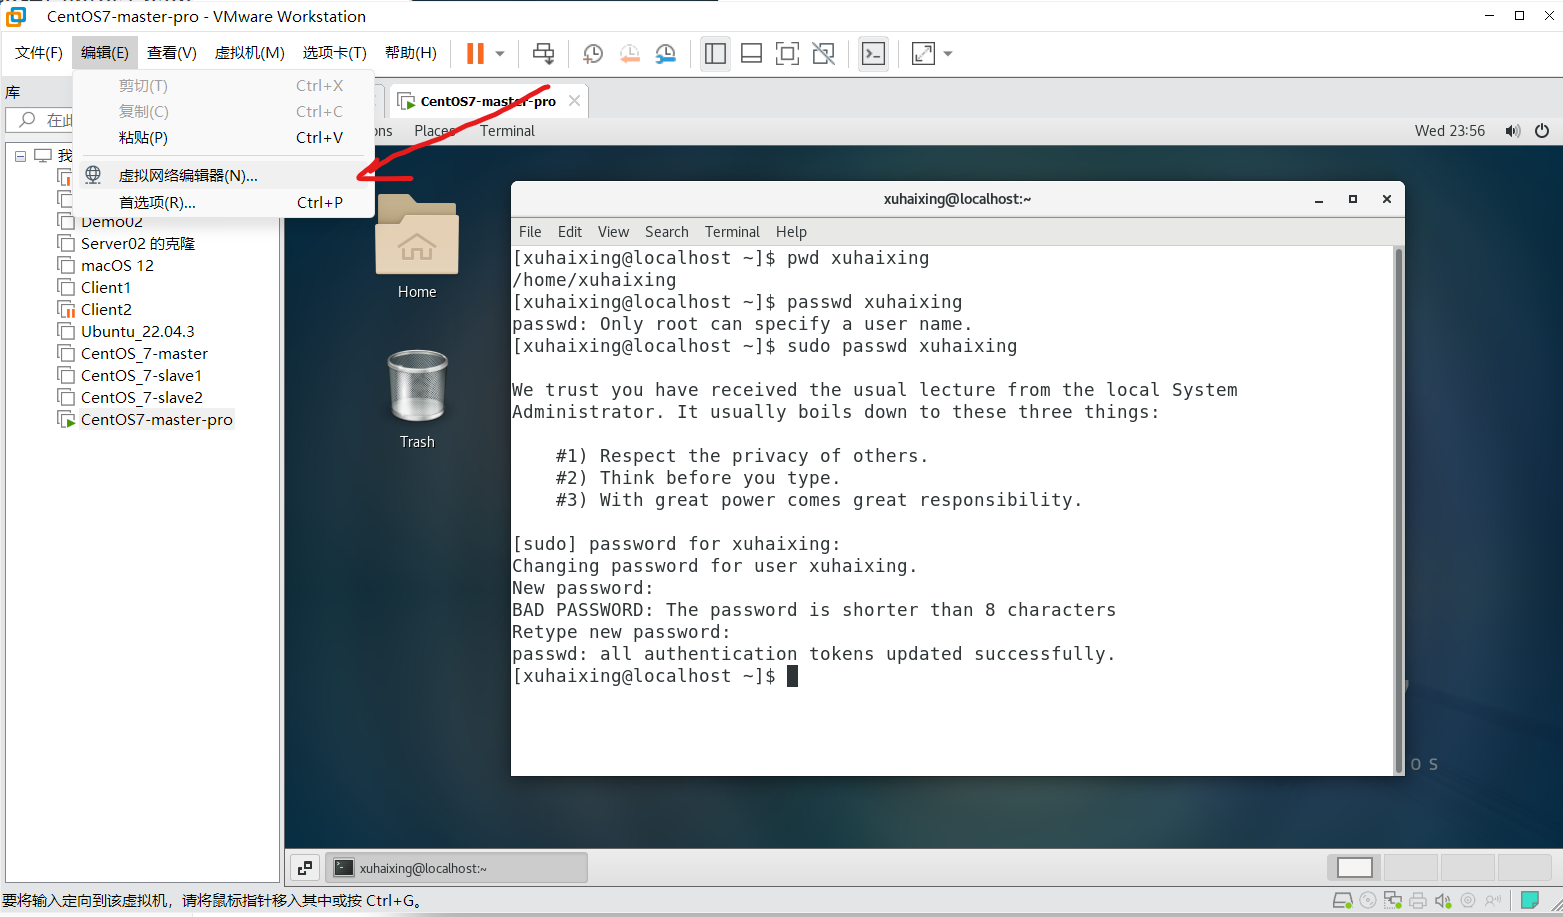 CentOS7-master-pro - VMware Workstation
文件(F) 编辑(E) 查看(V) 虚拟机(M) 选项卡(T) 帮助(H)
剪切(T) Ctrl+X
复制(C) Ctrl+C
粘贴(P) Ctrl+V
虚拟网络编辑器(N)...
首选项(R)... Ctrl+P
库
在此
我
Demo02
Server02 的克隆
macOS 12
Client1
Client2
Ubuntu_22.04.3
CentOS_7-master
CentOS_7-slave1
CentOS_7-slave2
CentOS7-master-pro
CentOS7-master-pro
ons Places Terminal Wed 23:56
Home
Trash
xuhaixing@localhost:~
File Edit View Search Terminal Help
[xuhaixing@localhost ~]$ pwd xuhaixing
/home/xuhaixing
[xuhaixing@localhost ~]$ passwd xuhaixing
passwd: Only root can specify a user name.
[xuhaixing@localhost ~]$ sudo passwd xuhaixing
We trust you have received the usual lecture from the local System
Administrator. It usually boils down to these three things:
#1) Respect the privacy of others.
#2) Think before you type.
#3) With great power comes great responsibility.
[sudo] password for xuhaixing:
Changing password for user xuhaixing.
New password:
BAD PASSWORD: The password is shorter than 8 characters
Retype new password:
passwd: all authentication tokens updated successfully.
[xuhaixing@localhost ~]$
OS
xuhaixing@localhost:~
要将输入定向到该虚拟机，请将鼠标指针移入其中或按 Ctrl+G。